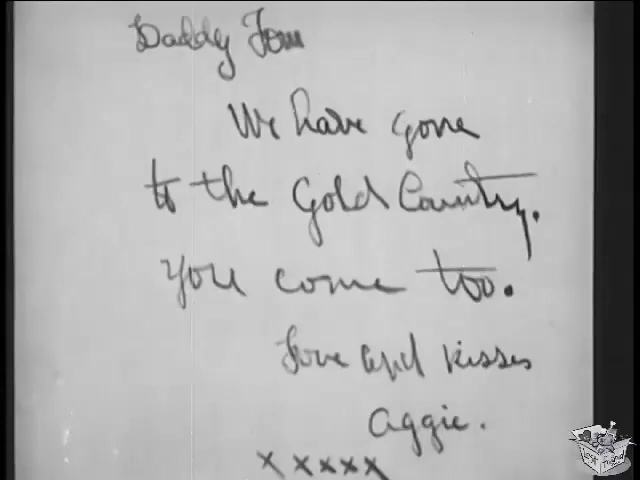 Daddy Tom
We have gone
to the Gold Country.
You come too.
Love and kisses
Aggie.
xxxxx